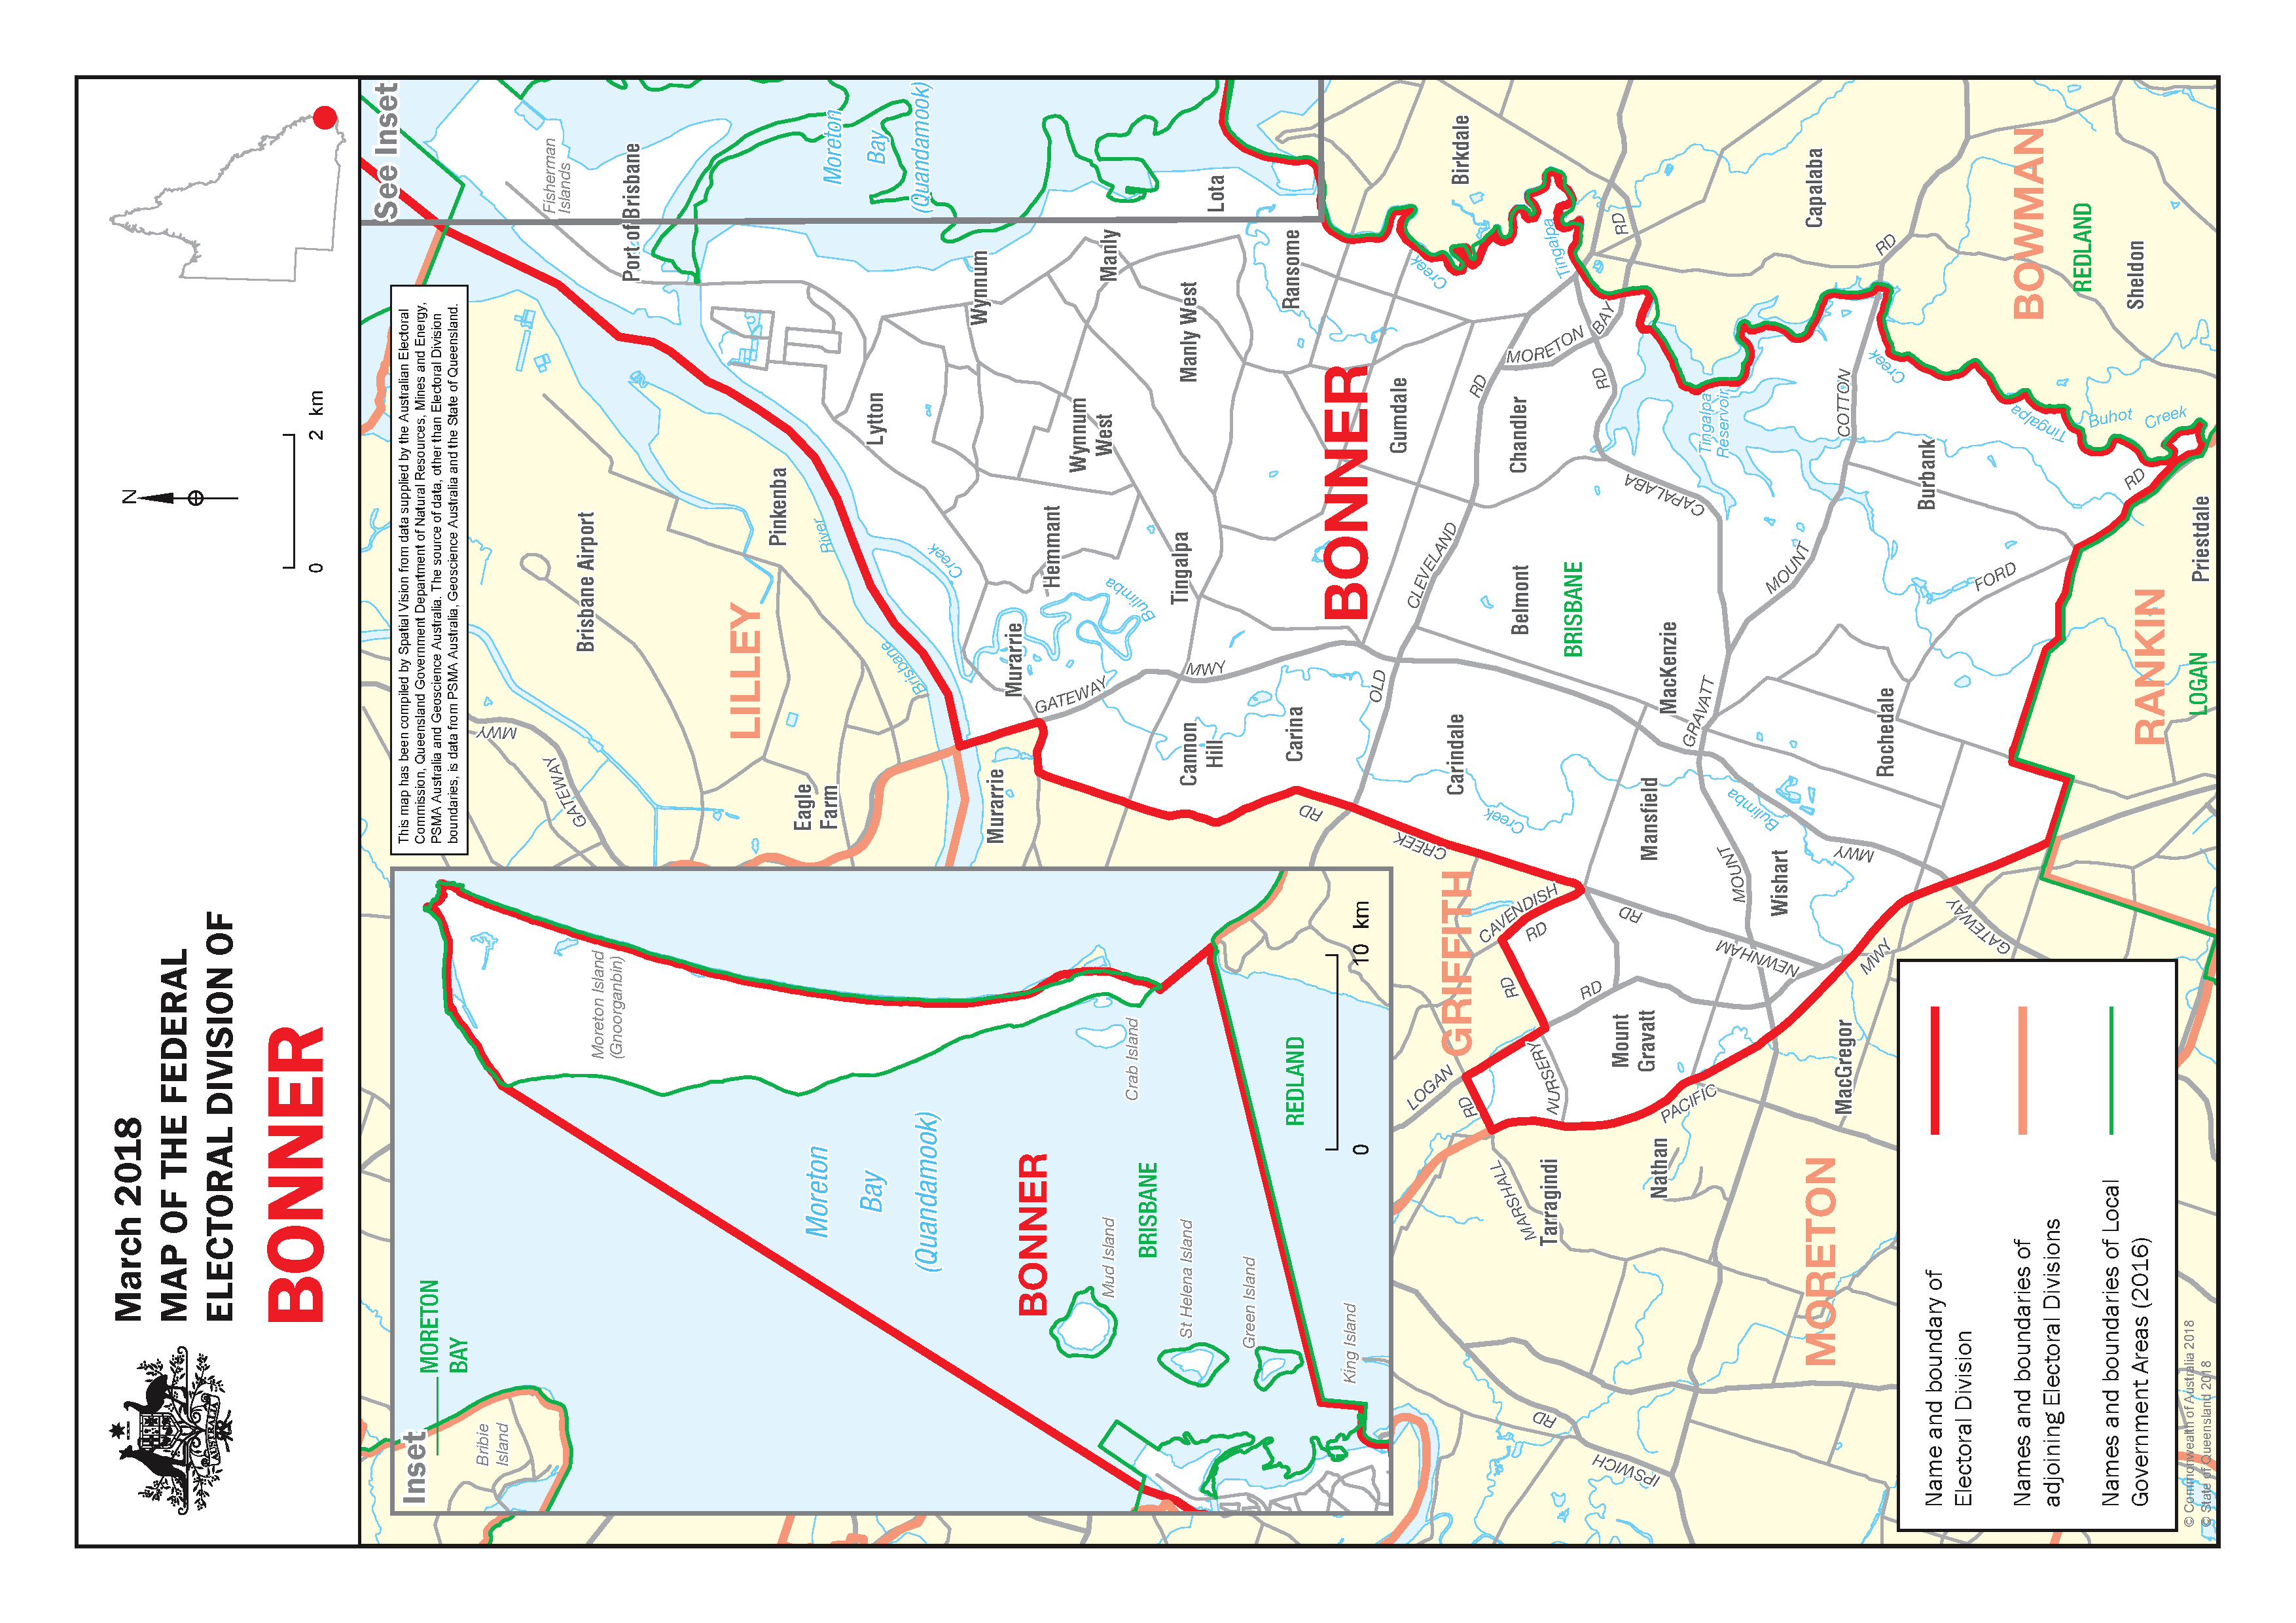 March 2018
MAP OF THE FEDERAL
ELECTORAL DIVISION OF
BONNER
AUSTRALIA
N
0 2 km
This map has been compiled by Spatial Vision from data supplied by the Australian Electoral
Commission, Queensland Government Department of Natural Resources, Mines and Energy,
PSMA Australia and Geoscience Australia. The source of data, other than Electoral Division
boundaries, is data from PSMA Australia, Geoscience Australia and the State of Queensland.
See Inset
Inset
MORETON
BAY
Bribie
Island
Moreton Island
(Gnoorganbin)
Moreton
Bay
(Quandamook)
BONNER
Mud Island
BRISBANE
Crab Island
St Helena Island
Green Island
REDLAND
King Island
0 10 km
Fisherman
Islands
Port of Brisbane
Moreton
Bay
(Quandamook)
Brisbane Airport
GATEWAY
MWY
LILLEY
Pinkenba
Eagle
Farm
River
Brisbane
Lytton
Creek
Wynnum
Murarrie
Murarrie
Hemmant
Wynnum
West
Manly
GATEWAY
MWY
Bulimba
Tingalpa
Manly West
Lota
Cannon
Hill
Carina
Ransome
BONNER
RD
OLD
CLEVELAND
RD
Gumdale
Birkdale
Creek
Tingalpa
CREEK
GRIFFITH
Carindale
Creek
Belmont
Chandler
MORETON
BAY
RD
RD
LOGAN
RD
CAVENDISH
RD
RD
NURSERY
RD
BRISBANE
MARSHALL
Tarragindi
RD
IPSWICH
Mount
Gravatt
Mansfield
RD
MacKenzie
CAPALABA
Tingalpa
Reservoir
Nathan
PACIFIC
NEWNHAM
MOUNT
GRAVATT
Bulimba
Wishart
MOUNT
COTTON
RD
Capalaba
MORETON
MacGregor
MWY
MWY
Rochedale
Burbank
Creek
GATEWAY
FORD
RD
BOWMAN
REDLAND
Tingalpa
Buhot
Creek
Sheldon
RANKIN
LOGAN
Priestdale
Name and boundary of
Electoral Division
Names and boundaries of
adjoining Electoral Divisions
Names and boundaries of Local
Government Areas (2016)
© Commonwealth of Australia 2018
© State of Queensland 2018